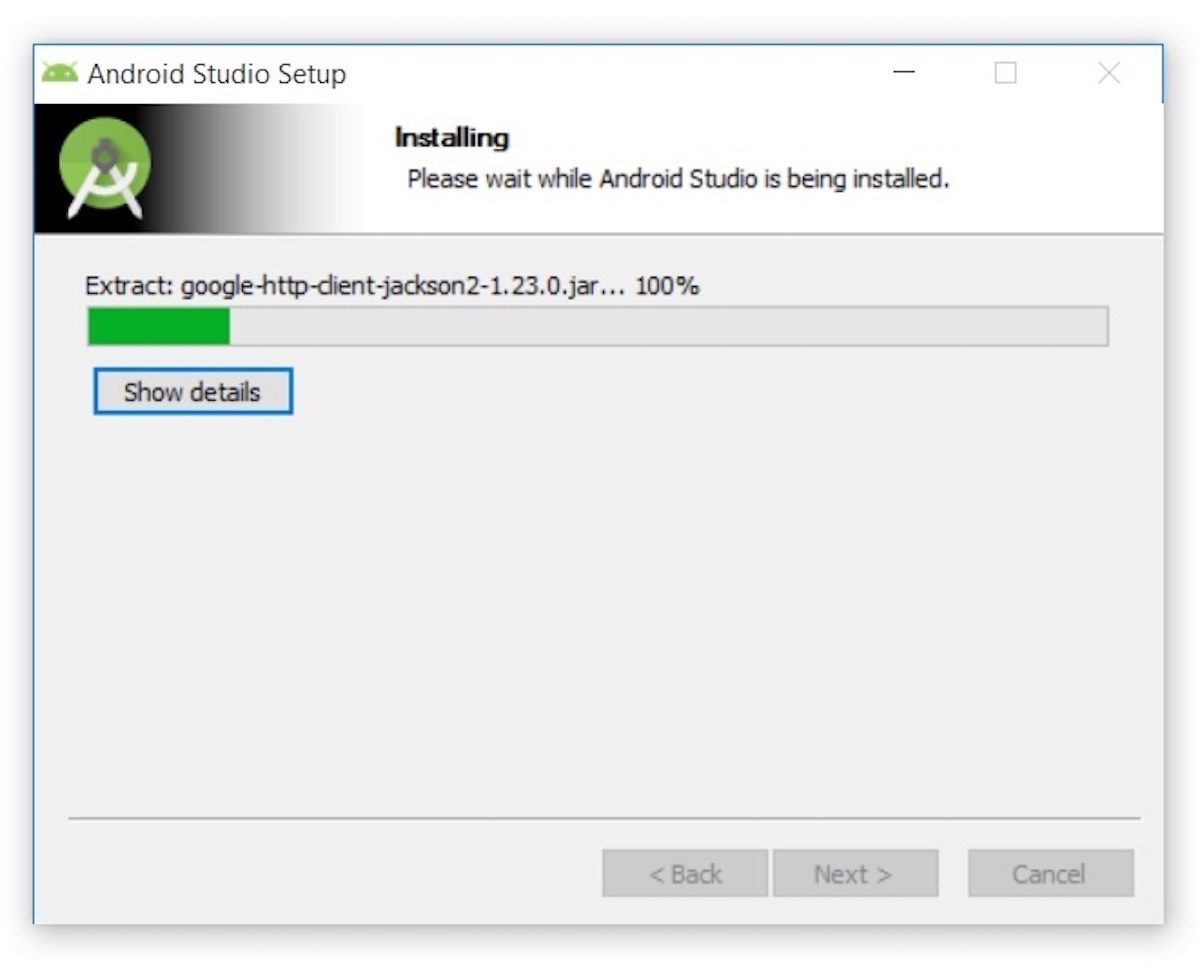 Android Studio Setup
Installing
Please wait while Android Studio is being installed.
Extract: google-http-client-jackson2-1.23.0.jar... 100%
Show details
< Back
Next >
Cancel